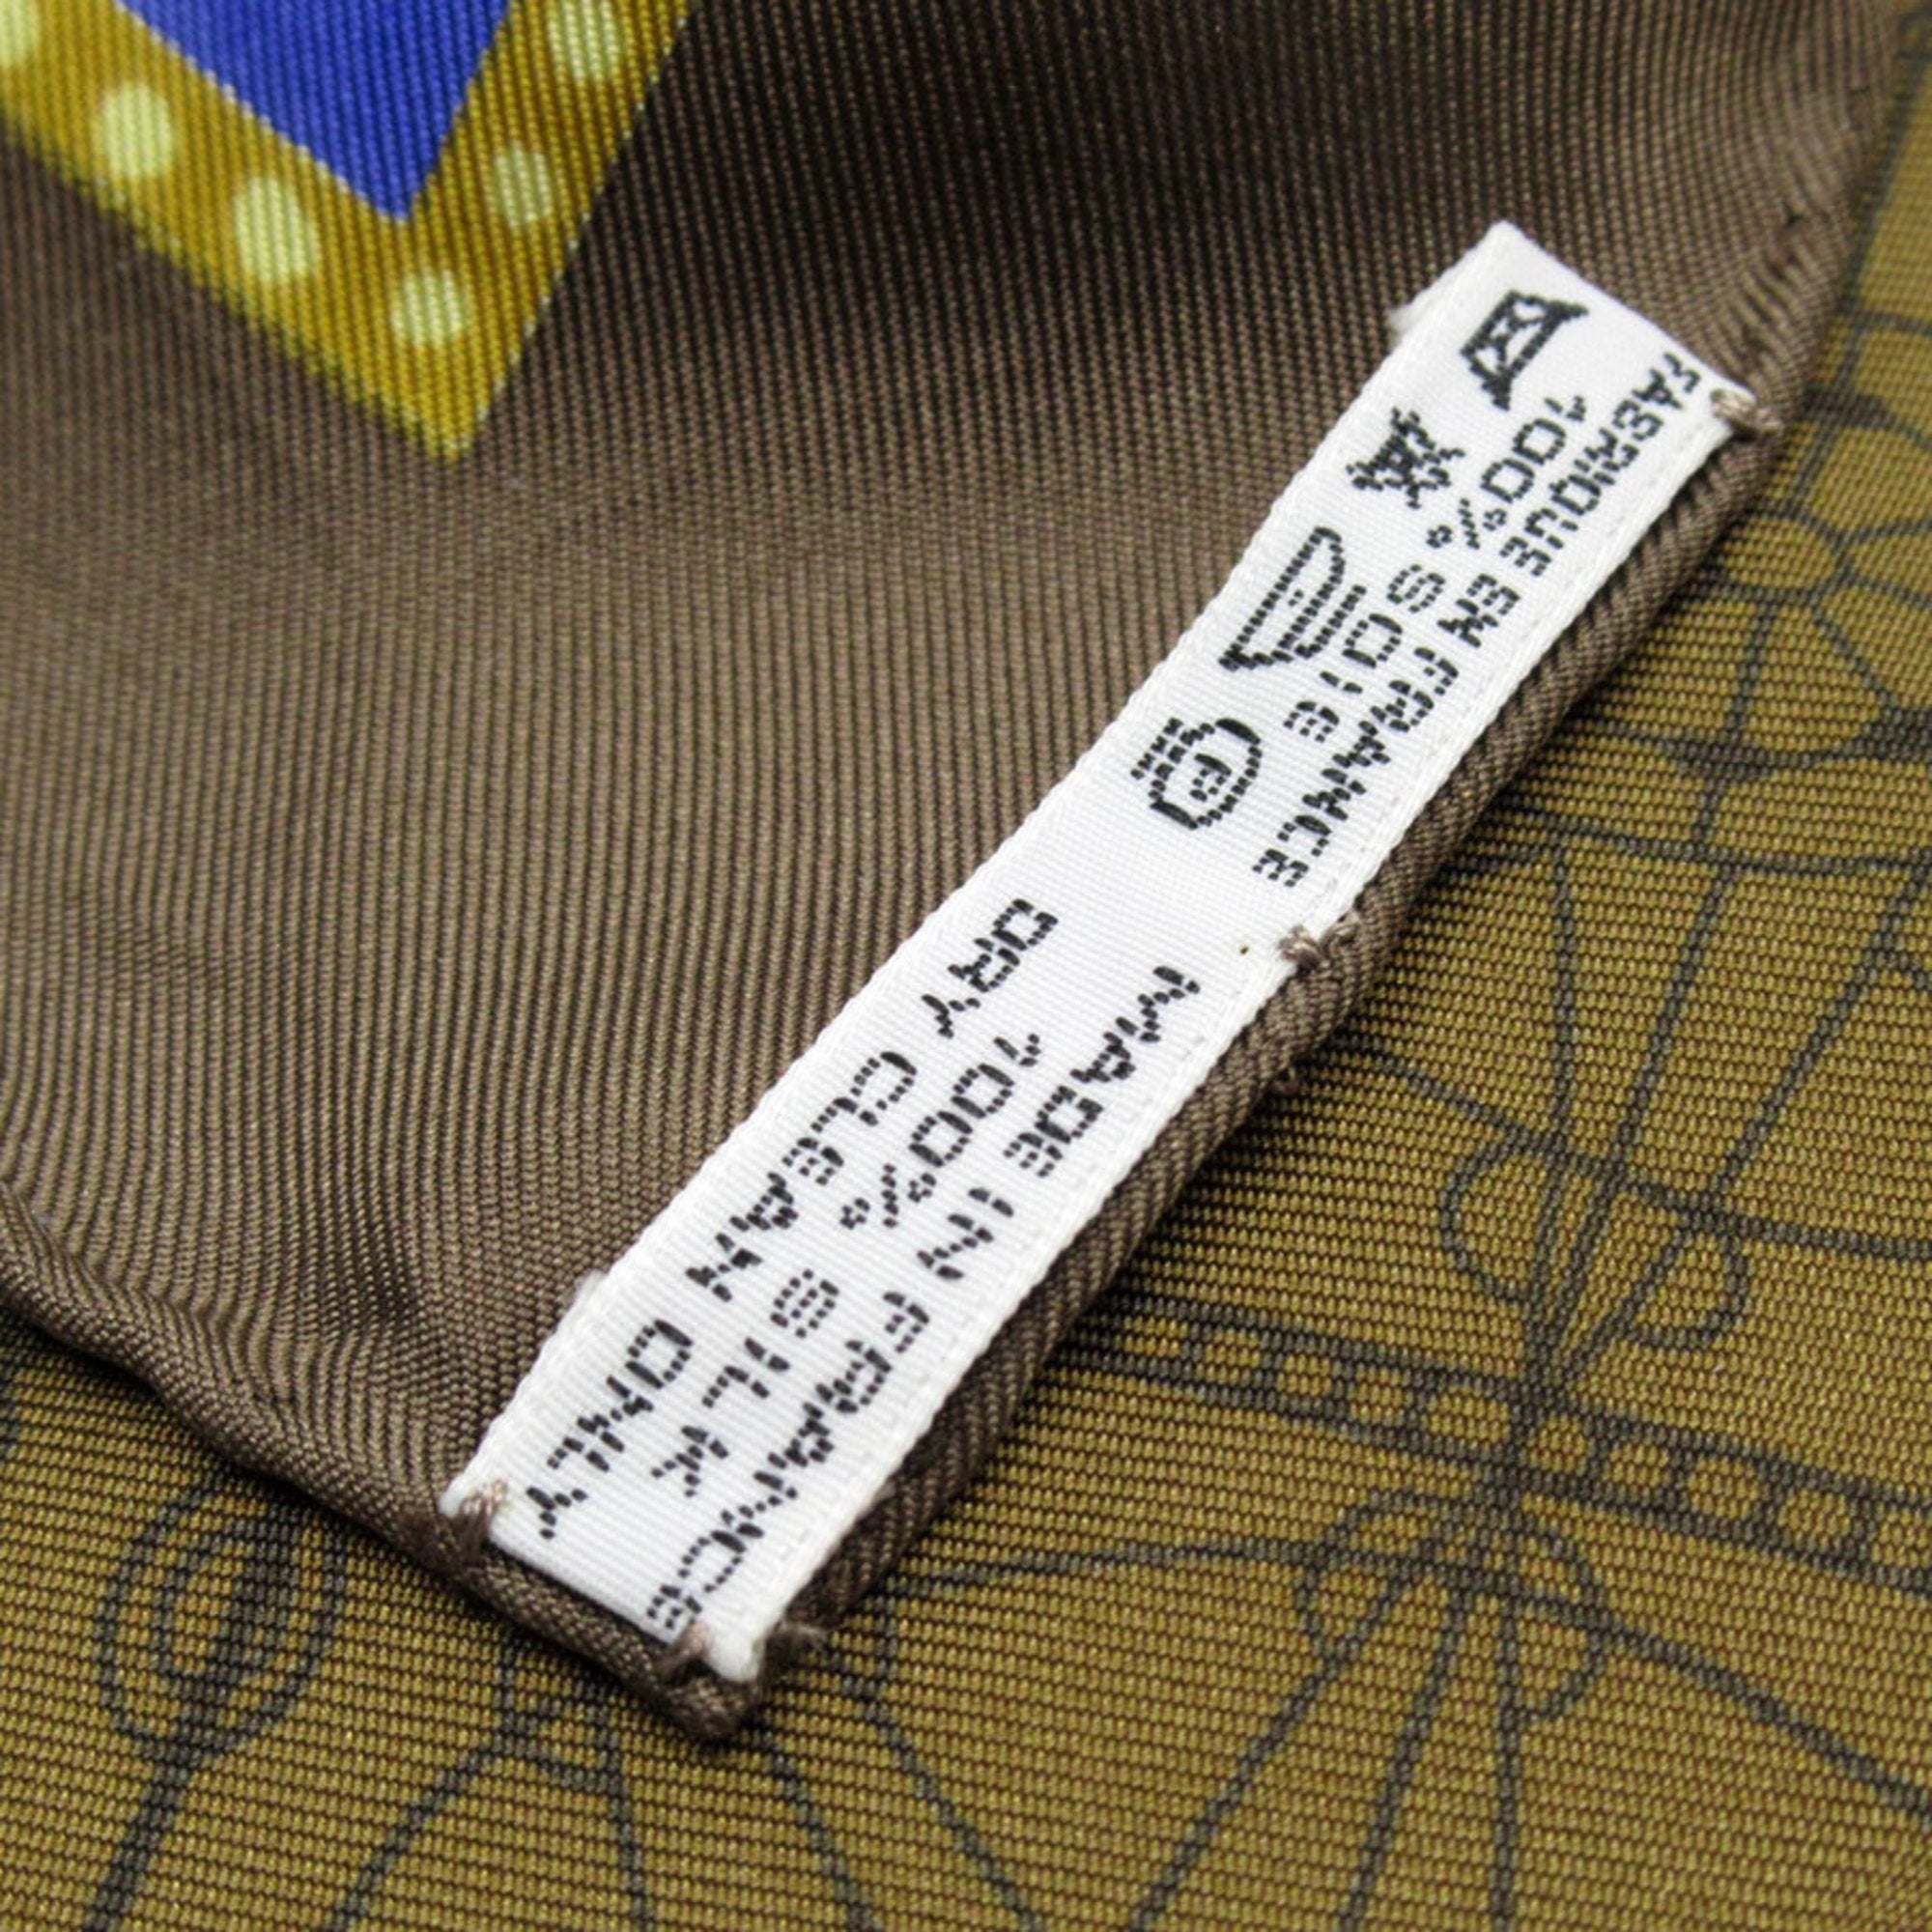 FABRIQUE EN FRANCE
100% SOIE
P
MADE IN FRANCE
100% SILK
DRY CLEAN ONLY